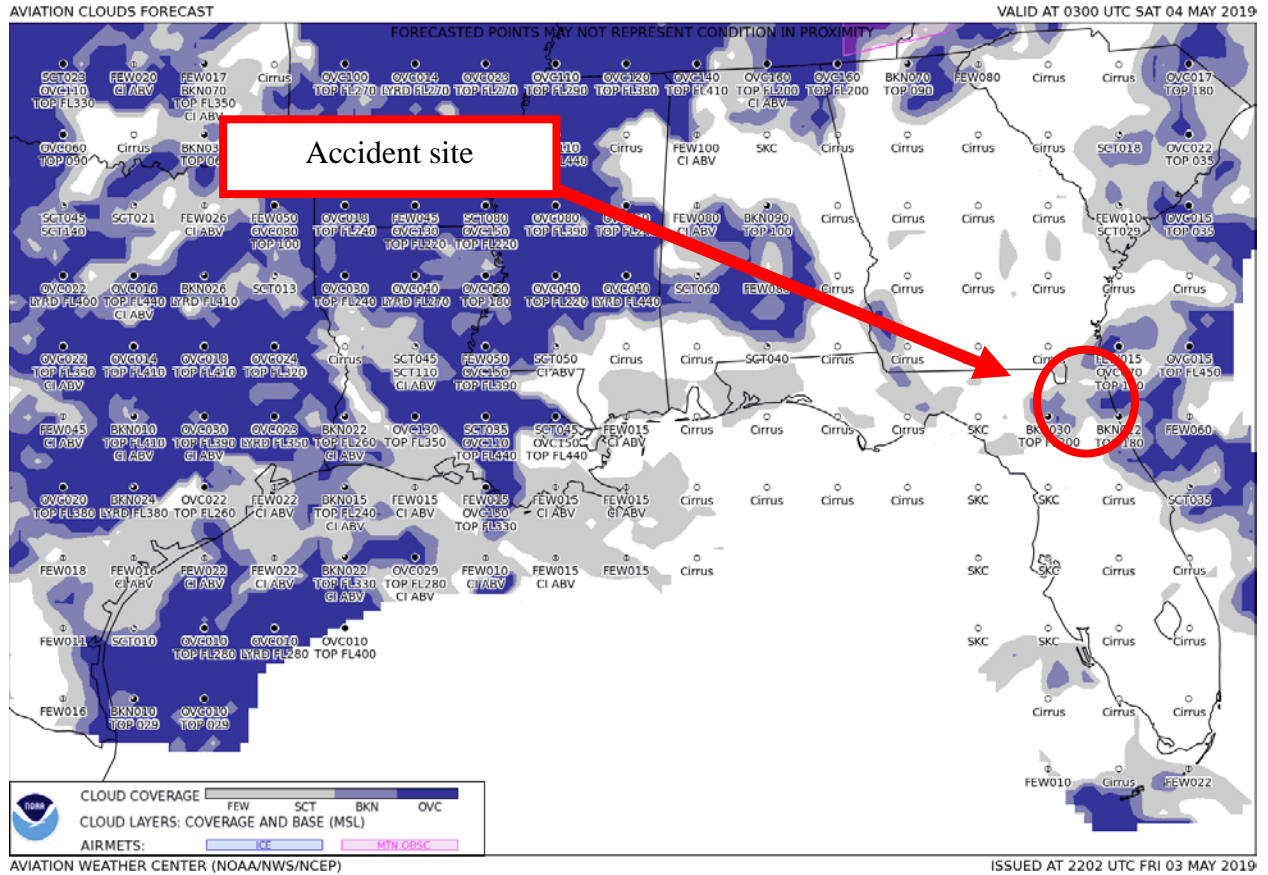 AVIATION CLOUDS FORECAST
VALID AT 0300 UTC SAT 04 MAY 2019
FORECASTED POINTS MAY NOT REPRESENT CONDITION IN PROXIMITY
SCT023 FEW020 FEW017 Cirrus OVC100 OVC014 OVC023 OVC110 OVC120 OVC140 OVC160 OVC160 BKN070 FEW080 Cirrus Cirrus OVC017
OVC110 CI ABV BKN070 TOP FL270 LYRD FL270 TOP FL270 TOP FL290 TOP FL380 TOP FL410 TOP FL200 TOP FL200 TOP 090 TOP 180
TOP FL330 TOP FL350 CI ABV
CI ABV
OVC060 Cirrus Cirrus FEW100 SKC Cirrus Cirrus Cirrus Cirrus SCT018 OVC022
TOP 090 CI ABV TOP 035
Accident site
SCT045 SCT021 FEW026 FEW050 OVC018 FEW045 SCT080 OVC080 FEW080 BKN090 Cirrus Cirrus Cirrus Cirrus FEW010 OVC015
SCT140 CI ABV OVC080 TOP FL240 OVC130 OVC150 TOP FL390 CI ABV TOP 100 SCT029 TOP 035
TOP 100 TOP FL220 TOP FL220
OVC022 OVC016 BKN026 SCT013 OVC030 OVC040 OVC060 OVC040 OVC040 SCT060 Cirrus Cirrus Cirrus Cirrus Cirrus
LYRD FL400 TOP FL440 LYRD FL410 TOP FL240 LYRD FL270 TOP 180 TOP FL220 LYRD FL440
CI ABV
OVC022 OVC014 OVC018 OVC024 Cirrus SCT045 FEW050 SCT050 Cirrus Cirrus SCT040 Cirrus Cirrus Cirrus FEW015 OVC015
TOP FL390 TOP FL410 TOP FL410 TOP FL320 SCT110 OVC150 CI ABV TOP FL450
CI ABV CI ABV TOP FL390
FEW045 BKN010 OVC030 OVC023 BKN022 OVC130 SCT035 SCT045 FEW015 Cirrus Cirrus Cirrus Cirrus SKC FEW060
CI ABV TOP FL410 TOP FL390 LYRD FL350 TOP FL260 TOP FL350 OVC110 OVC150 CI ABV
CI ABV CI ABV CI ABV TOP FL440 TOP FL440
OVC020 BKN024 OVC022 FEW022 BKN015 FEW015 FEW015 FEW015 FEW015 Cirrus Cirrus Cirrus Cirrus SKC SKC Cirrus SCT035
TOP FL380 LYRD FL380 TOP FL260 CI ABV TOP FL240 CI ABV OVC150 CI ABV CI ABV
CI ABV TOP FL330
FEW018 FEW016 FEW022 FEW022 BKN022 OVC029 FEW010 FEW015 FEW015 Cirrus SKC SKC Cirrus Cirrus
CI ABV CI ABV CI ABV TOP FL330 TOP FL280 CI ABV CI ABV
CI ABV CI ABV
FEW011 SCT010 OVC010 OVC010 OVC010 SKC SKC Cirrus Cirrus
TOP FL280 LYRD FL280 TOP FL400
FEW016 BKN010 OVC010 Cirrus Cirrus Cirrus
TOP 029 TOP 029
FEW010 Cirrus FEW022
NOAA
CLOUD COVERAGE
FEW SCT BKN OVC
CLOUD LAYERS: COVERAGE AND BASE (MSL)
AIRMETS: ICE MTN OBSC
AVIATION WEATHER CENTER (NOAA/NWS/NCEP)
ISSUED AT 2202 UTC FRI 03 MAY 2019